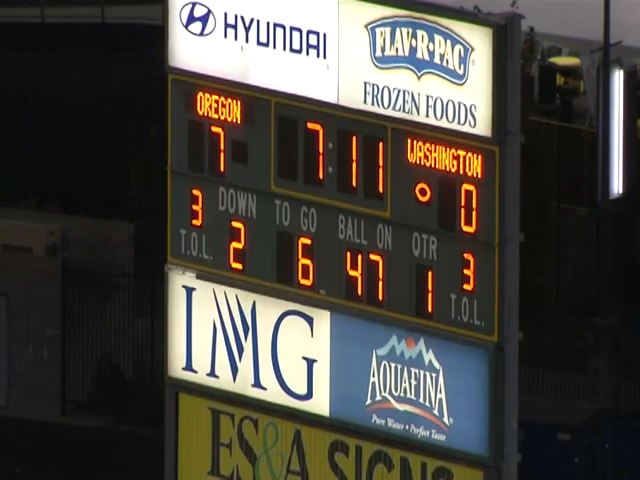 HYUNDAI
FLAV·R·PAC
FROZEN FOODS
OREGON
7
7:11
WASHINGTON
0
3
T.O.L.
DOWN
2
TO GO
6
BALL ON
47
QTR
1
3
T.O.L.
IMG
AQUAFINA
Pure Water • Perfect Taste
ES&A SIGNS